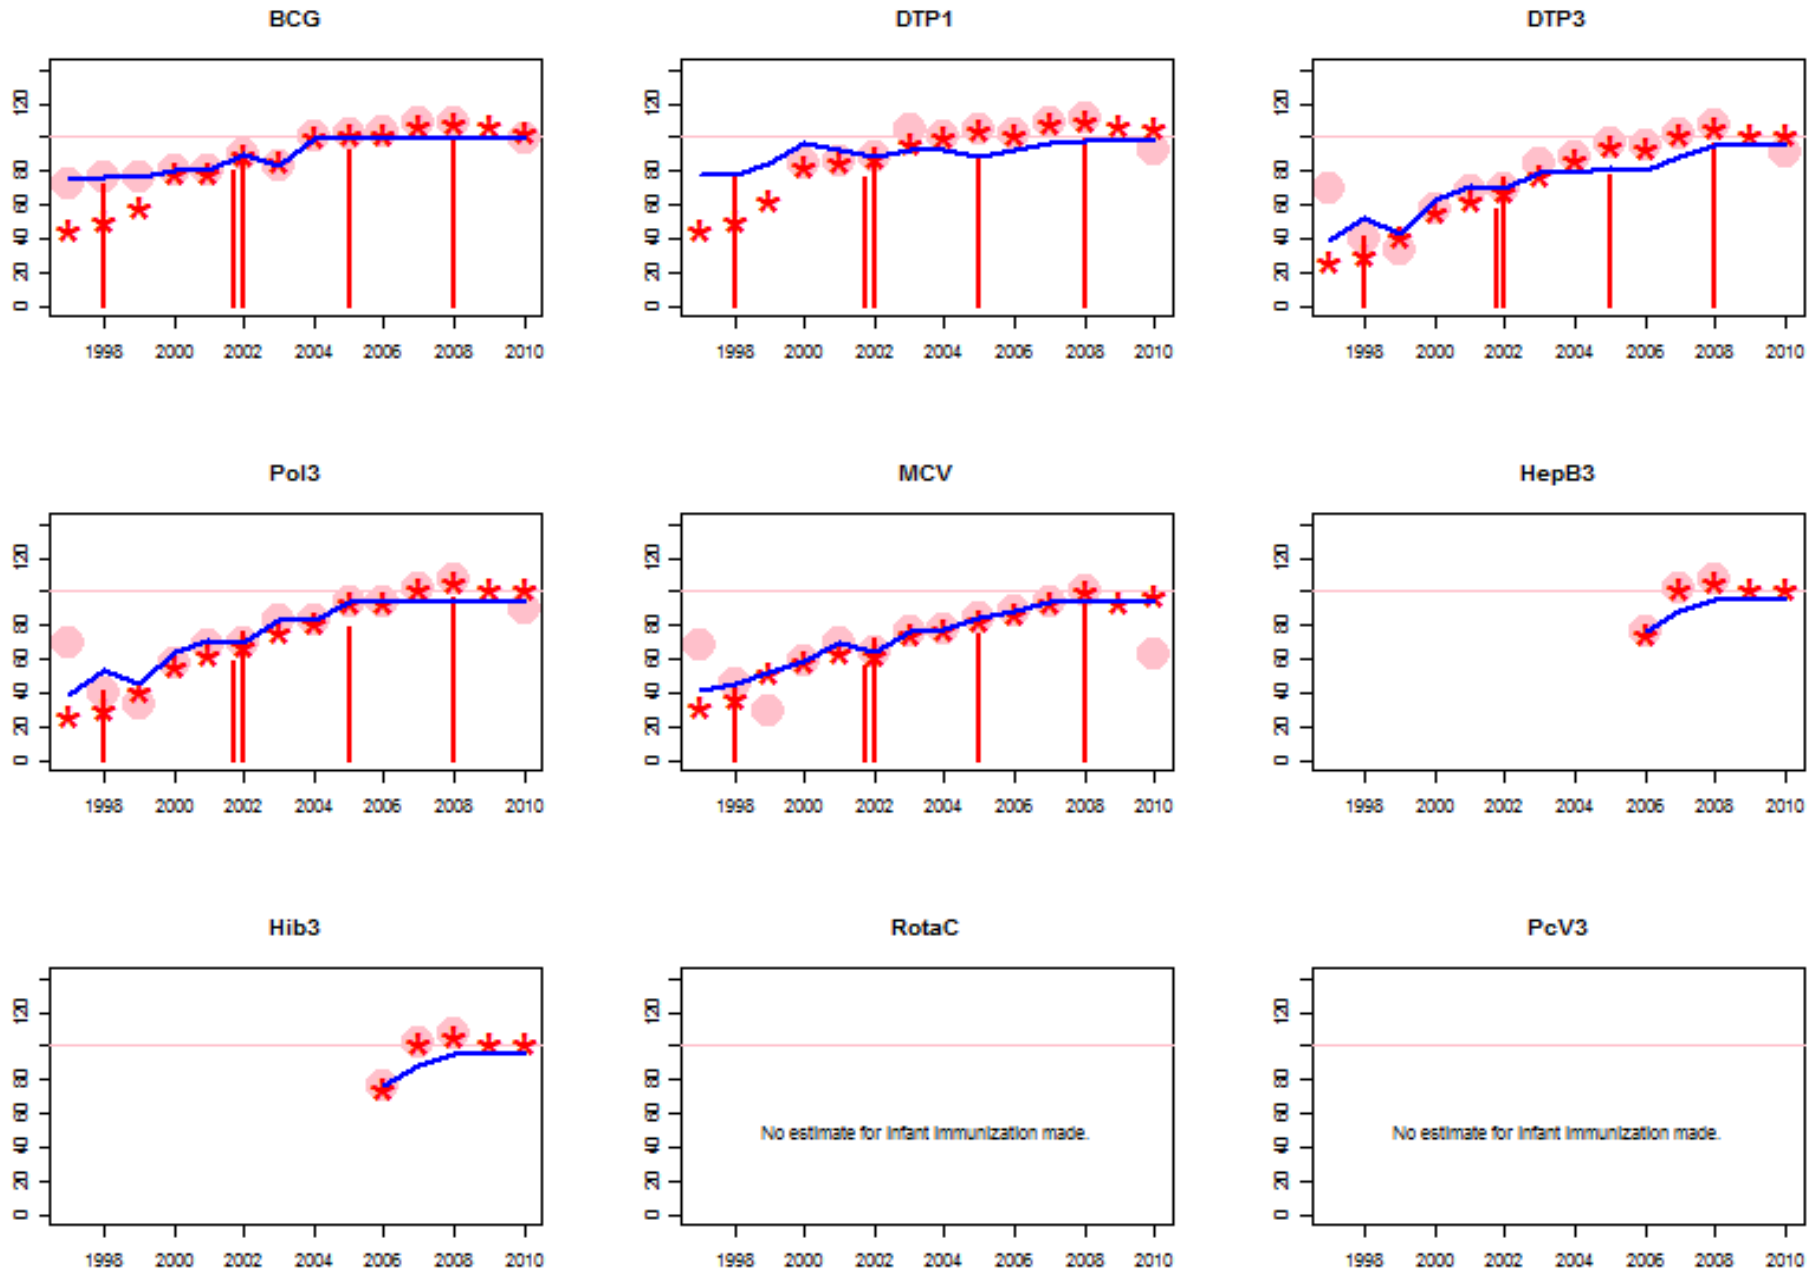 BCG DTP1 DTP3
0 20 40 60 80 120 0 20 40 60 80 120 0 20 40 60 80 120
1998 2000 2002 2004 2006 2008 2010 1998 2000 2002 2004 2006 2008 2010 1998 2000 2002 2004 2006 2008 2010
Pol3 MCV HepB3
0 20 40 60 80 120 0 20 40 60 80 120 0 20 40 60 80 120
1998 2000 2002 2004 2006 2008 2010 1998 2000 2002 2004 2006 2008 2010 1998 2000 2002 2004 2006 2008 2010
Hib3 RotaC PcV3
0 20 40 60 80 120 0 20 40 60 80 120 0 20 40 60 80 120
No estimate for infant immunization made. No estimate for infant immunization made.
1998 2000 2002 2004 2006 2008 2010 1998 2000 2002 2004 2006 2008 2010 1998 2000 2002 2004 2006 2008 2010